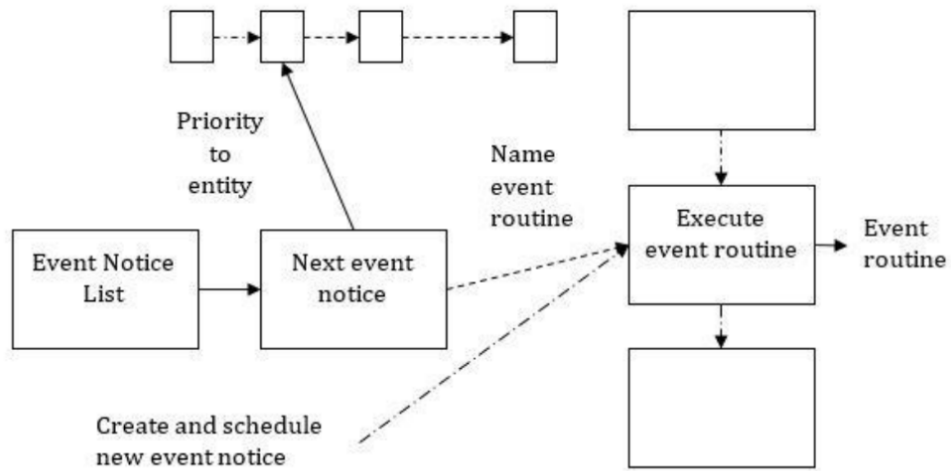 Priority
to
entity
Name
event
routine
Event Notice
List
Next event
notice
Execute
event routine
Event
routine
Create and schedule
new event notice